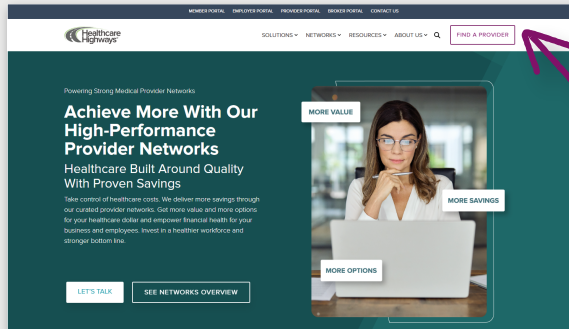 MEMBER PORTAL EMPLOYER PORTAL PROVIDER PORTAL BROKER PORTAL CONTACT US
Healthcare
Highways
SOLUTIONS NETWORKS RESOURCES ABOUT US FIND A PROVIDER
Powering Strong Medical Provider Networks
Achieve More With Our
High-Performance
Provider Networks
Healthcare Built Around Quality
With Proven Savings
Take control of healthcare costs. We deliver more savings through
our curated provider networks. Get more value and more options
for your healthcare dollar and empower financial health for your
business and employees. Invest in a healthier workforce and
stronger bottom line.
LET'S TALK
SEE NETWORKS OVERVIEW
MORE VALUE
MORE SAVINGS
MORE OPTIONS